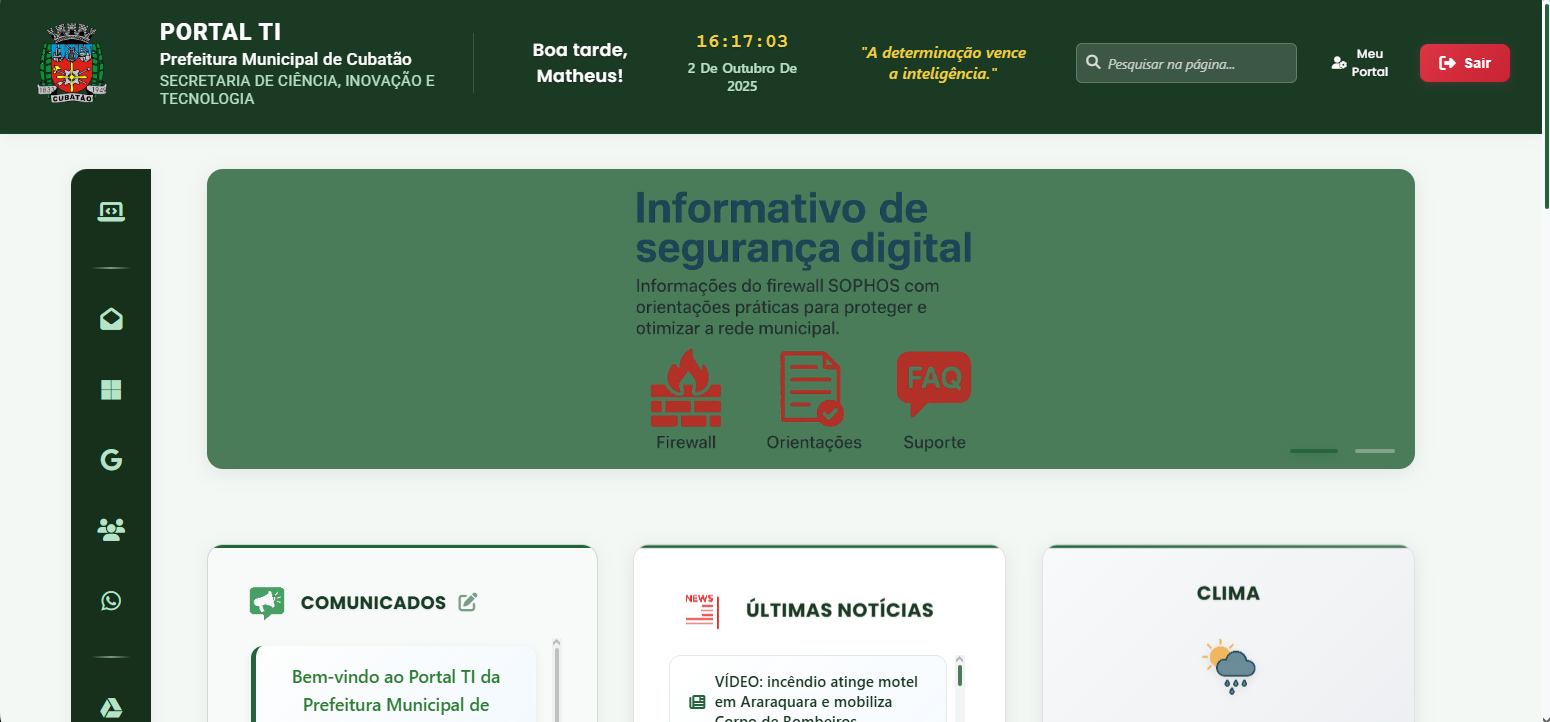 PORTAL TI
Prefeitura Municipal de Cubatão
SECRETARIA DE CIÊNCIA, INOVAÇÃO E
TECNOLOGIA
CUBATÃO
Boa tarde,
Matheus!
16:17:03
2 De Outubro De
2025
"A determinação vence
a inteligência."
Pesquisar na página...
Meu
Portal
Sair
Informativo de
segurança digital
Informações do firewall SOPHOS com
orientações práticas para proteger e
otimizar a rede municipal.
FAQ
Firewall
Orientações
Suporte
COMUNICADOS
Bem-vindo ao Portal TI da
Prefeitura Municipal de
NEWS
ÚLTIMAS NOTÍCIAS
VÍDEO: incêndio atinge motel
em Araraquara e mobiliza
Corpo de Bombeiros
CLIMA